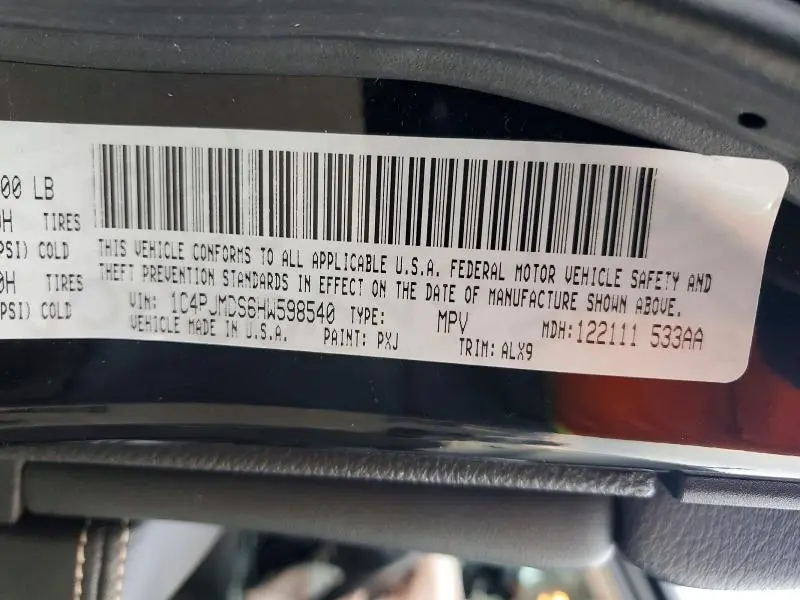 00 LB
0H TIRES
PSI) COLD
0H TIRES
PSI) COLD
THIS VEHICLE CONFORMS TO ALL APPLICABLE U.S.A. FEDERAL MOTOR VEHICLE SAFETY AND
THEFT PREVENTION STANDARDS IN EFFECT ON THE DATE OF MANUFACTURE SHOWN ABOVE.
VIN: 1C4PJMDS6HW598540 TYPE: MPV MDH:122111 533AA
VEHICLE MADE IN U.S.A. PAINT: PXJ TRIM: ALX9